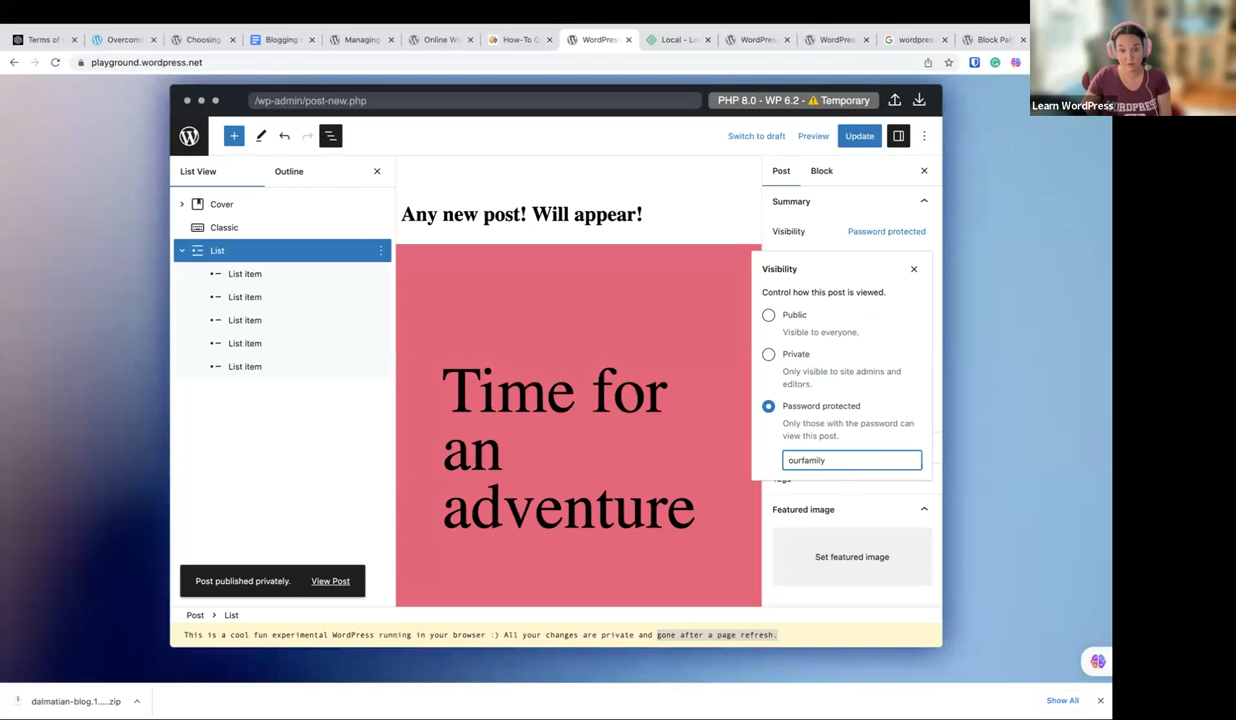 Terms of
Overcomi
Choosing
Blogging
Managing
Online W
How-To G
WordPress
Local - Lo
WordPress
WordPress
wordpress
Block Pat
playground.wordpress.net
/wp-admin/post-new.php
PHP 8.0 - WP 6.2 - ⚠ Temporary
Learn WordPress
Switch to draft
Preview
Update
List View
Outline
Post
Block
Summary
Cover
Any new post! Will appear!
Visibility
Password protected
Classic
List
List item
List item
List item
List item
List item
Visibility
Control how this post is viewed.
Public
Visible to everyone.
Private
Only visible to site admins and
editors.
Password protected
Only those with the password can
view this post.
ourfamily
Time for
an
adventure
Featured image
Set featured image
Post published privately.
View Post
Post > List
This is a cool fun experimental WordPress running in your browser :) All your changes are private and gone after a page refresh.
dalmatian-blog.1.....zip
Show All